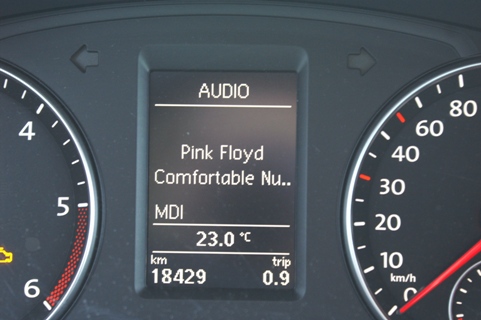 AUDIO
Pink Floyd
Comfortable Nu..
MDI
23.0 °C
km trip
18429 0.9
4
5
6
80
60
40
30
20
10
km/h
0